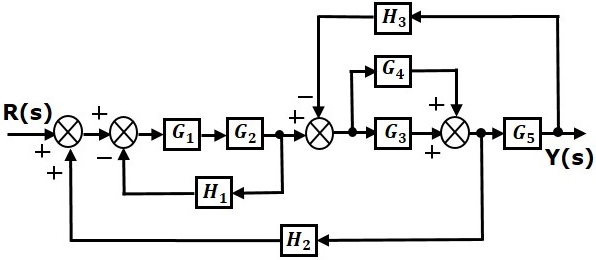 H₃
−
G₄
R(s)
+
+
+
−
G₁
G₂
+
G₃
+
+
G₅
Y(s)
H₁
H₂